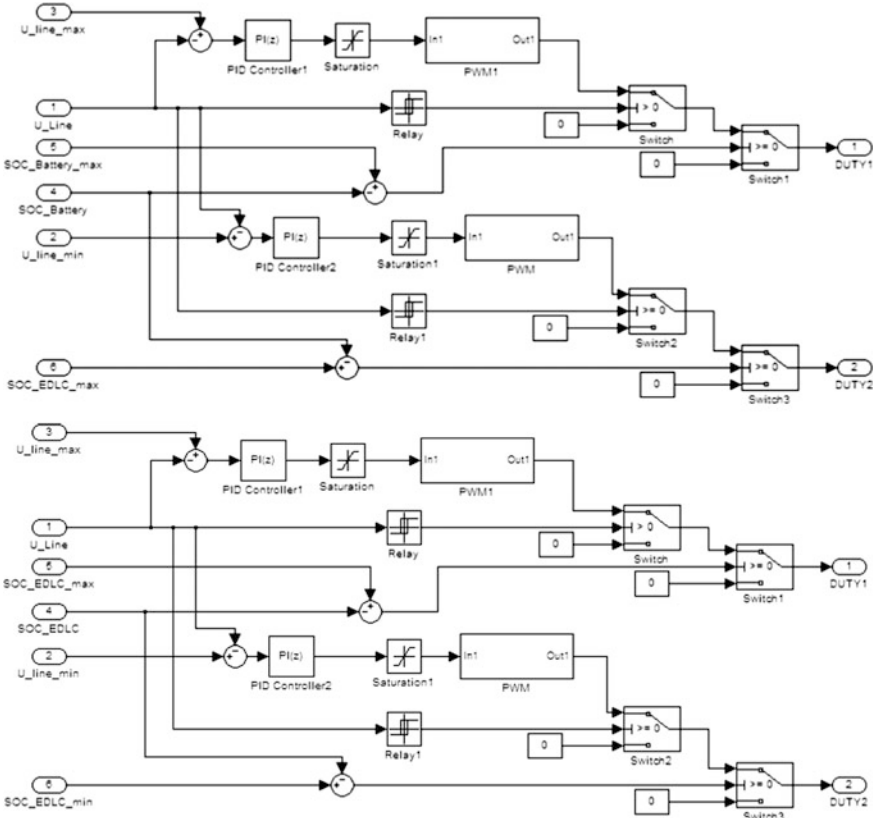 3
U_line_max
PI(z)
PID Controller1
Saturation
In1 Out1
PWM1
1
U_Line
Relay
> 0
0
Switch
5
SOC_Battery_max
>= 0
0
Switch1
1
DUTY1
4
SOC_Battery
2
U_line_min
PI(z)
PID Controller2
Saturation1
In1 Out1
PWM
Relay1
>= 0
0
Switch2
6
SOC_EDLC_max
>= 0
0
Switch3
2
DUTY2
3
U_line_max
PI(z)
PID Controller1
Saturation
In1 Out1
PWM1
1
U_Line
Relay
> 0
0
Switch
SOC_EDLC_max
>= 0
0
Switch1
1
DUTY1
4
SOC_EDLC
2
U_line_min
PI(z)
PID Controller2
Saturation1
In1 Out1
PWM
Relay1
>= 0
0
Switch2
6
SOC_EDLC_min
>= 0
0
Switch3
2
DUTY2